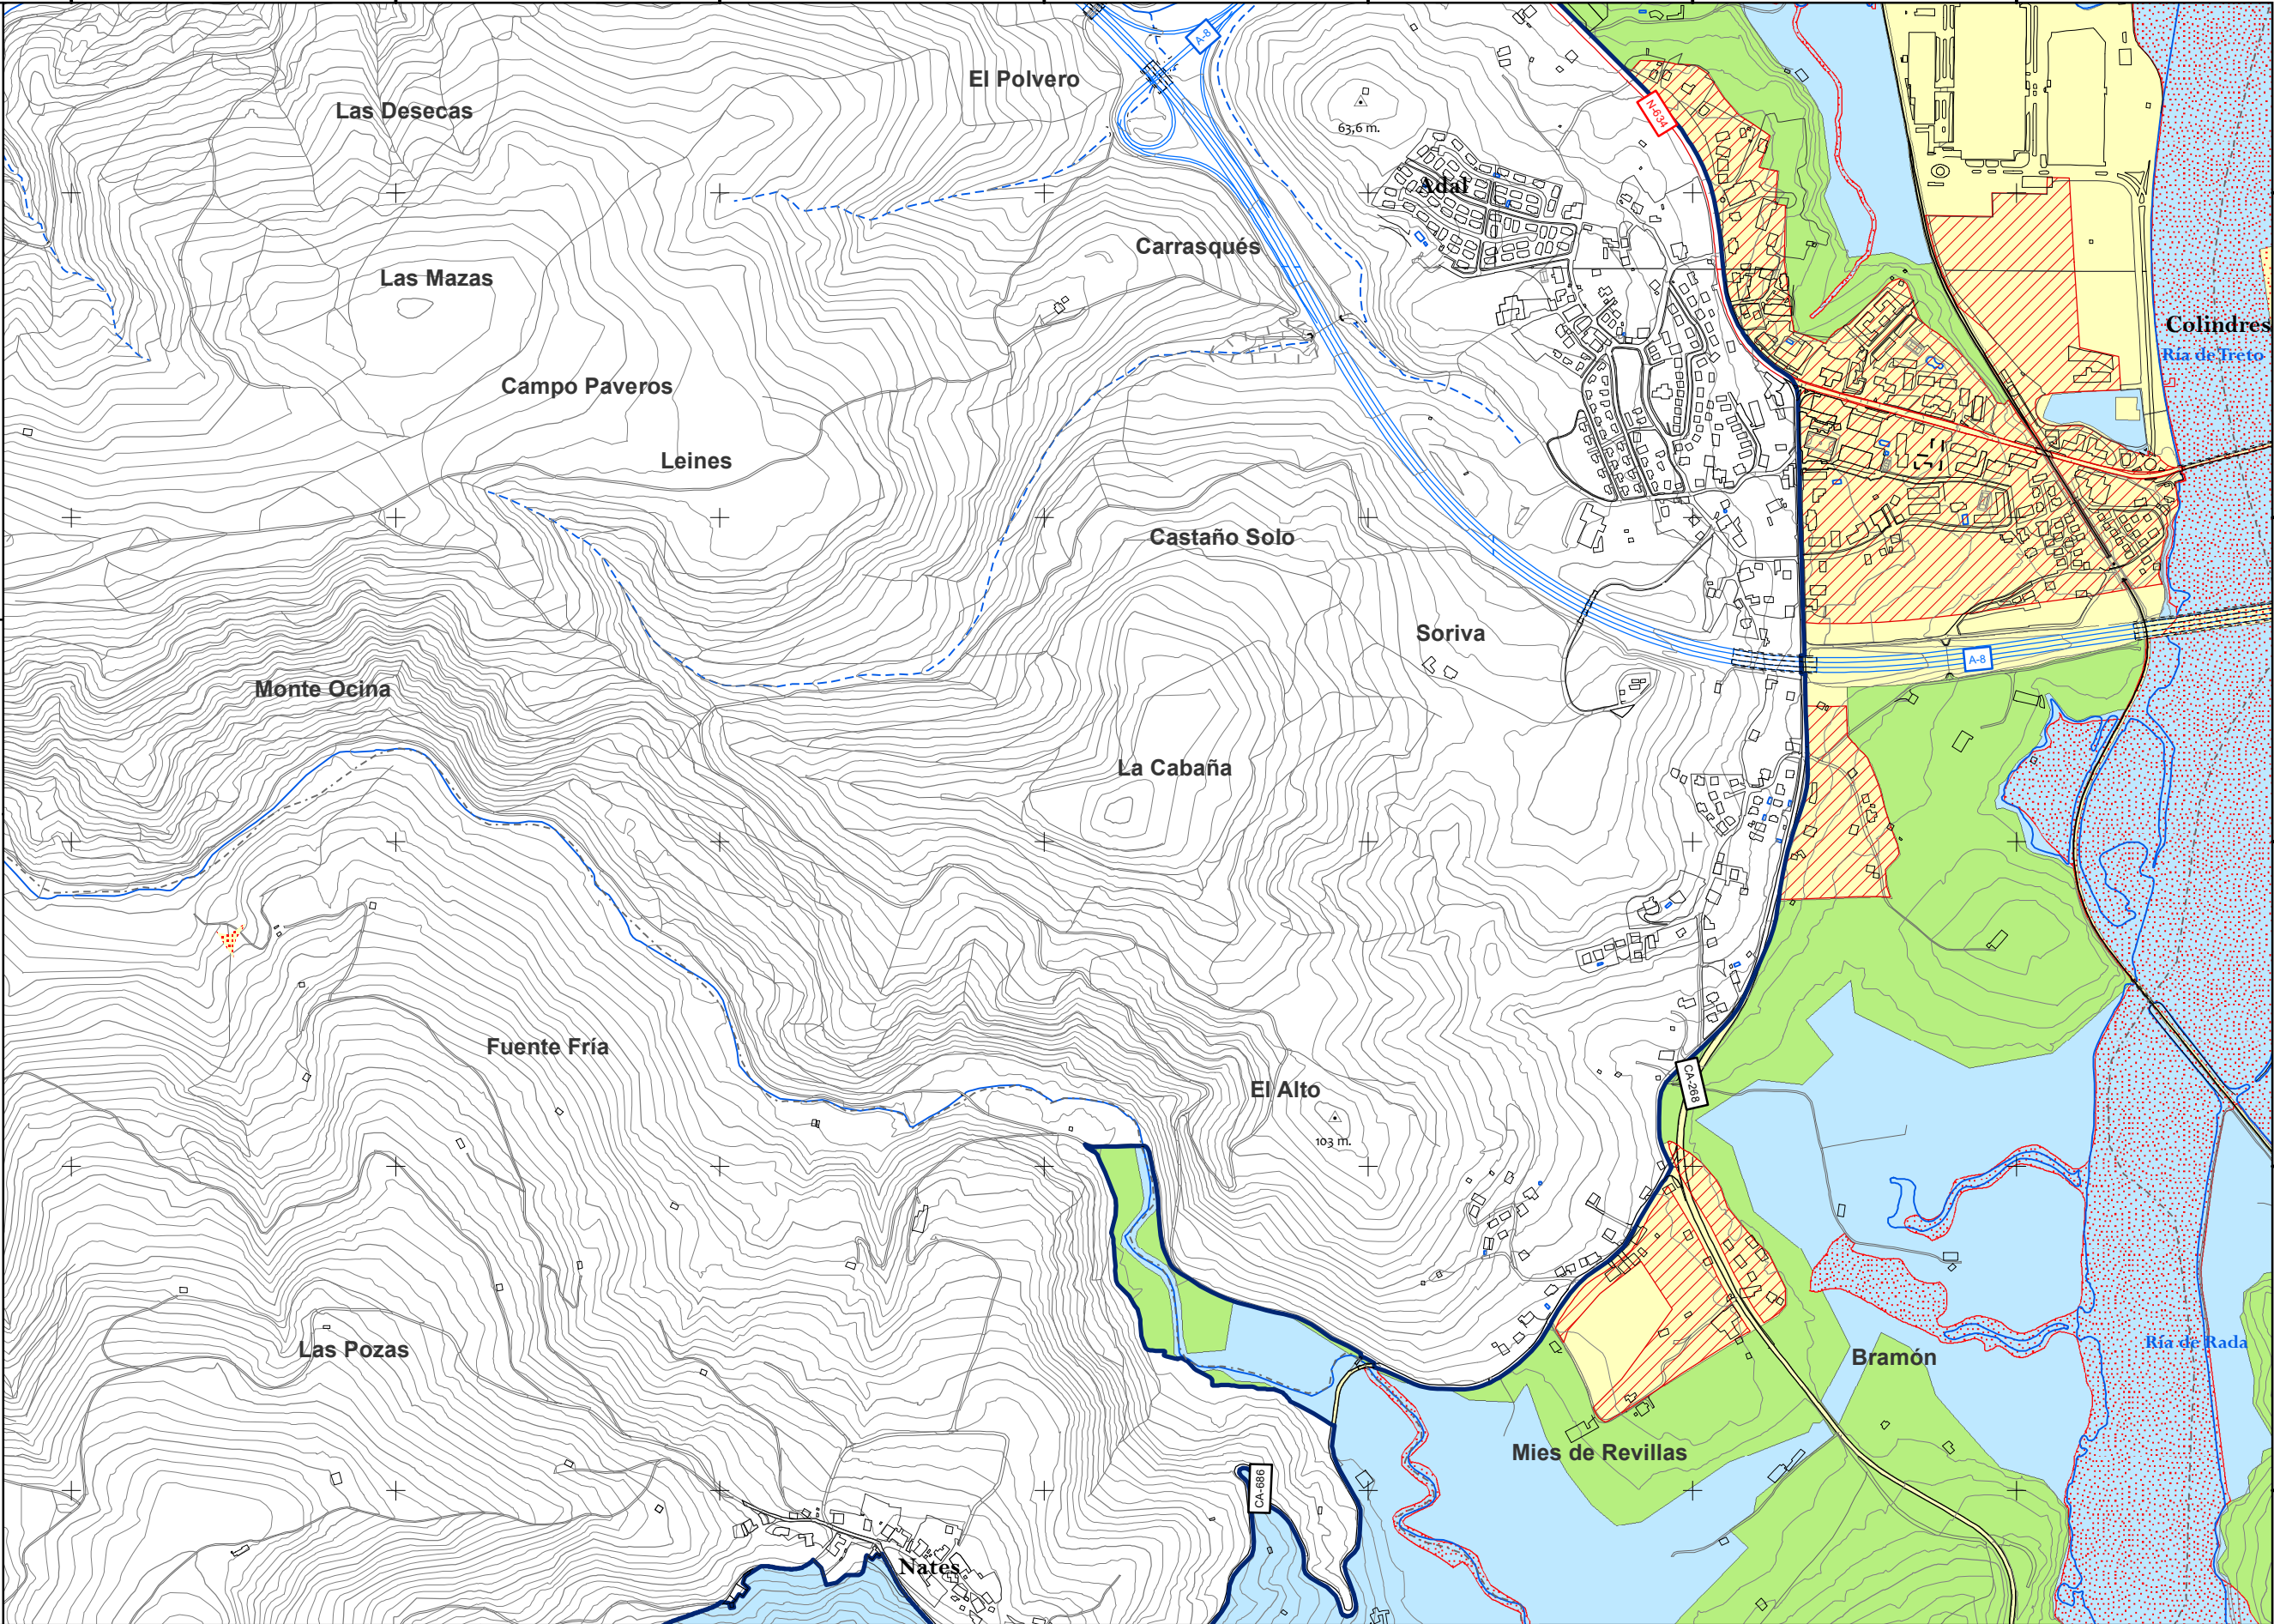 A-8
El Polvero
Las Desecas
63,6 m.
N-634
Adal
Carrasqués
Las Mazas
Colindres
Ría de Treto
Campo Paveros
Leines
Castaño Solo
Soriva
A-8
Monte Ocina
La Cabaña
Fuente Fría
El Alto
CA-268
103 m.
Las Pozas
Ría de Rada
Bramón
Mies de Revillas
CA-686
Nates